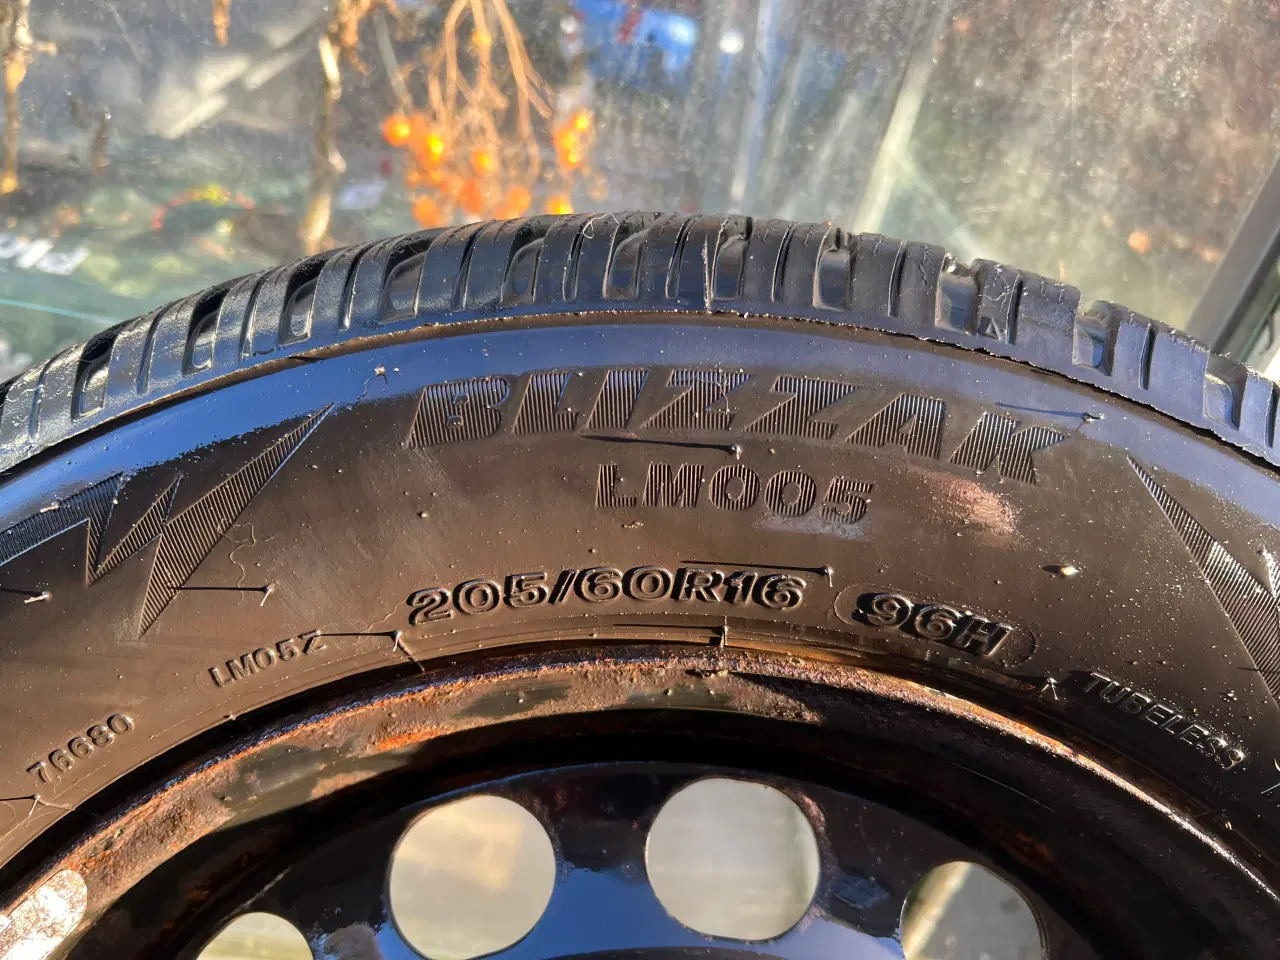 BLIZZAK
LM005
205/60R16 96H
LM05Z
TUBELESS
76680